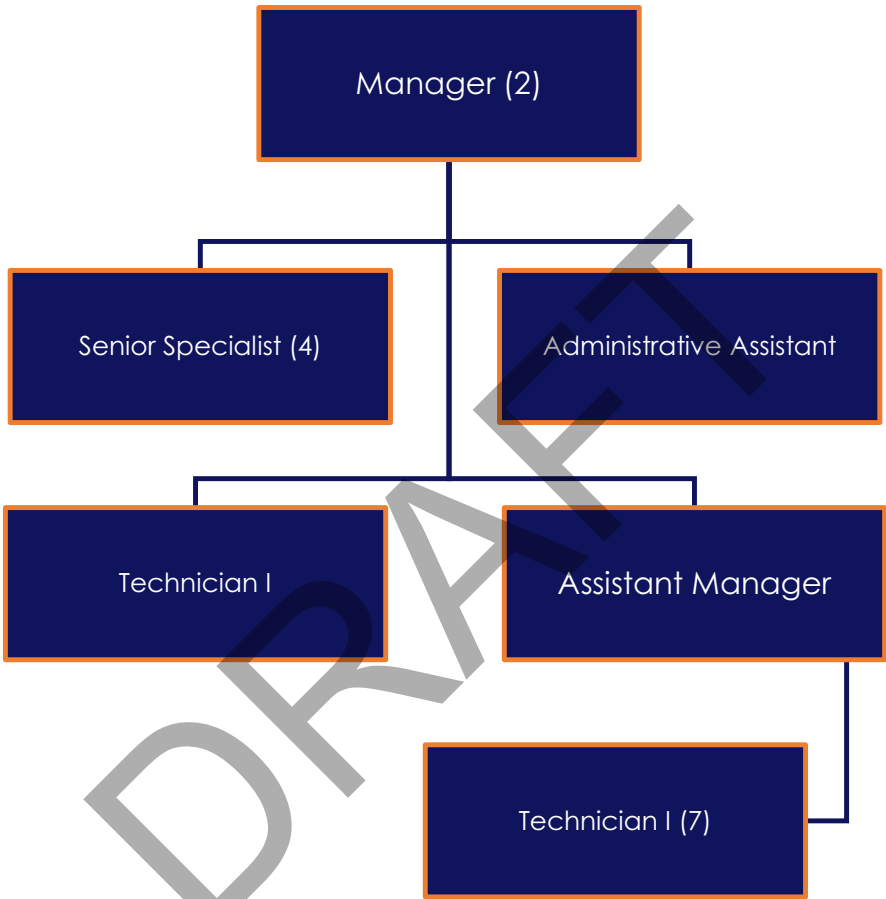 Manager (2)
Senior Specialist (4)
Administrative Assistant
Technician I
Assistant Manager
Technician I (7)
DRAFT